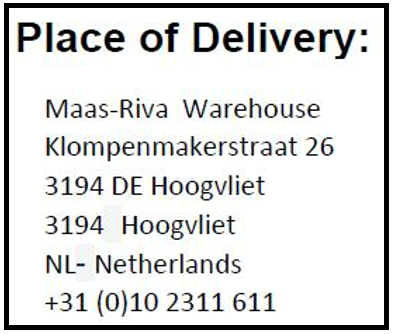 Place of Delivery:
Maas-Riva Warehouse
Klompenmakerstraat 26
3194 DE Hoogvliet
3194 Hoogvliet
NL- Netherlands
+31 (0)10 2311 611